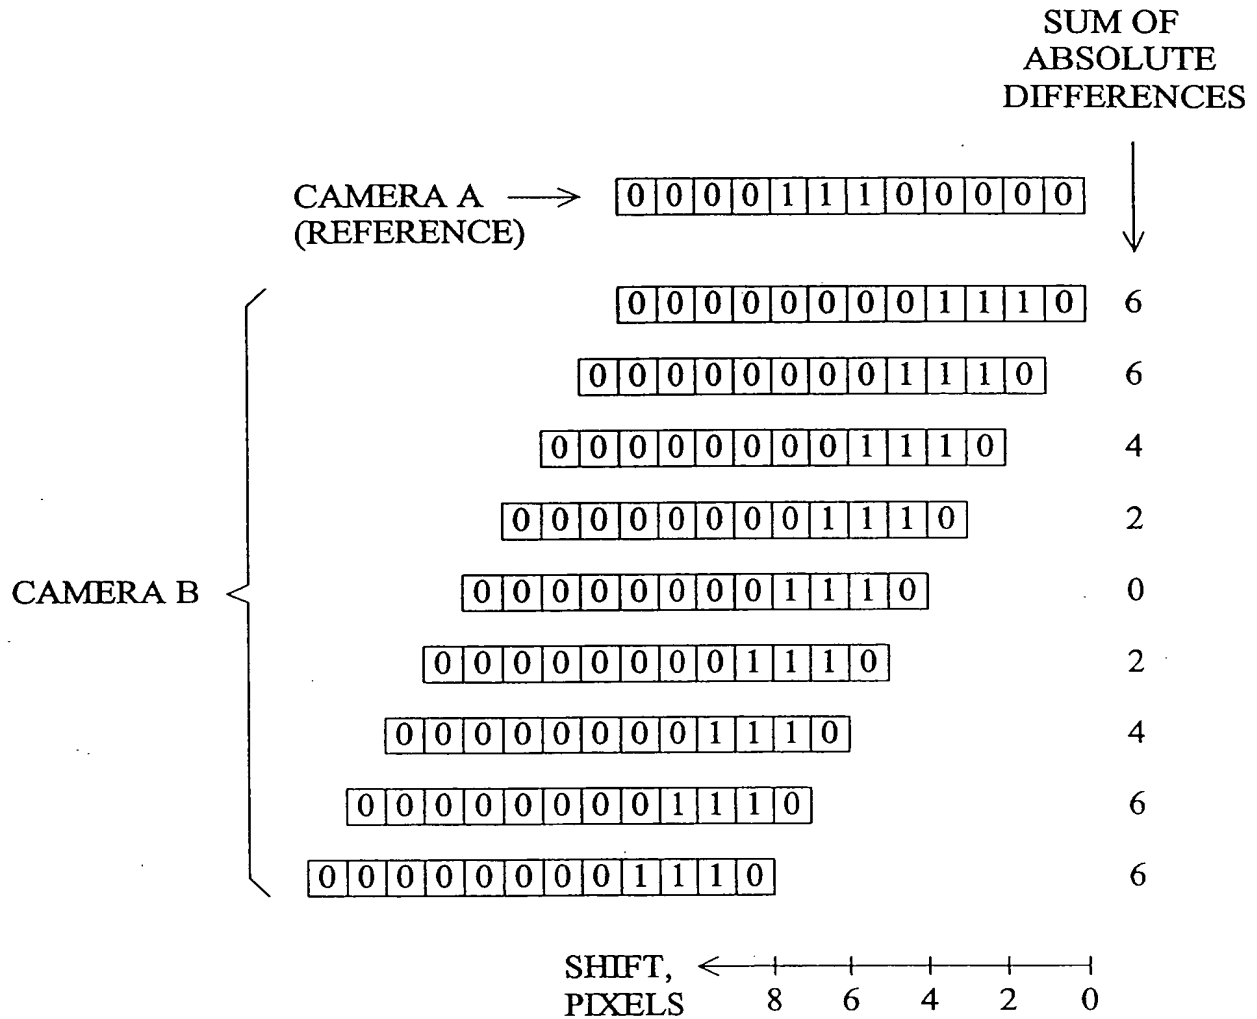 SUM OF
ABSOLUTE
DIFFERENCES
CAMERA A
(REFERENCE)
0 0 0 0 1 1 1 0 0 0 0 0
CAMERA B
0 0 0 0 0 0 0 0 1 1 1 0 6
0 0 0 0 0 0 0 0 1 1 1 0 6
0 0 0 0 0 0 0 0 1 1 1 0 4
0 0 0 0 0 0 0 0 0 1 1 1 0 2
0 0 0 0 0 0 0 0 1 1 1 0 0
0 0 0 0 0 0 0 0 1 1 1 0 2
0 0 0 0 0 0 0 0 1 1 1 0 4
0 0 0 0 0 0 0 0 1 1 1 0 6
0 0 0 0 0 0 0 0 1 1 1 0 6
SHIFT,
PIXELS
8 6 4 2 0